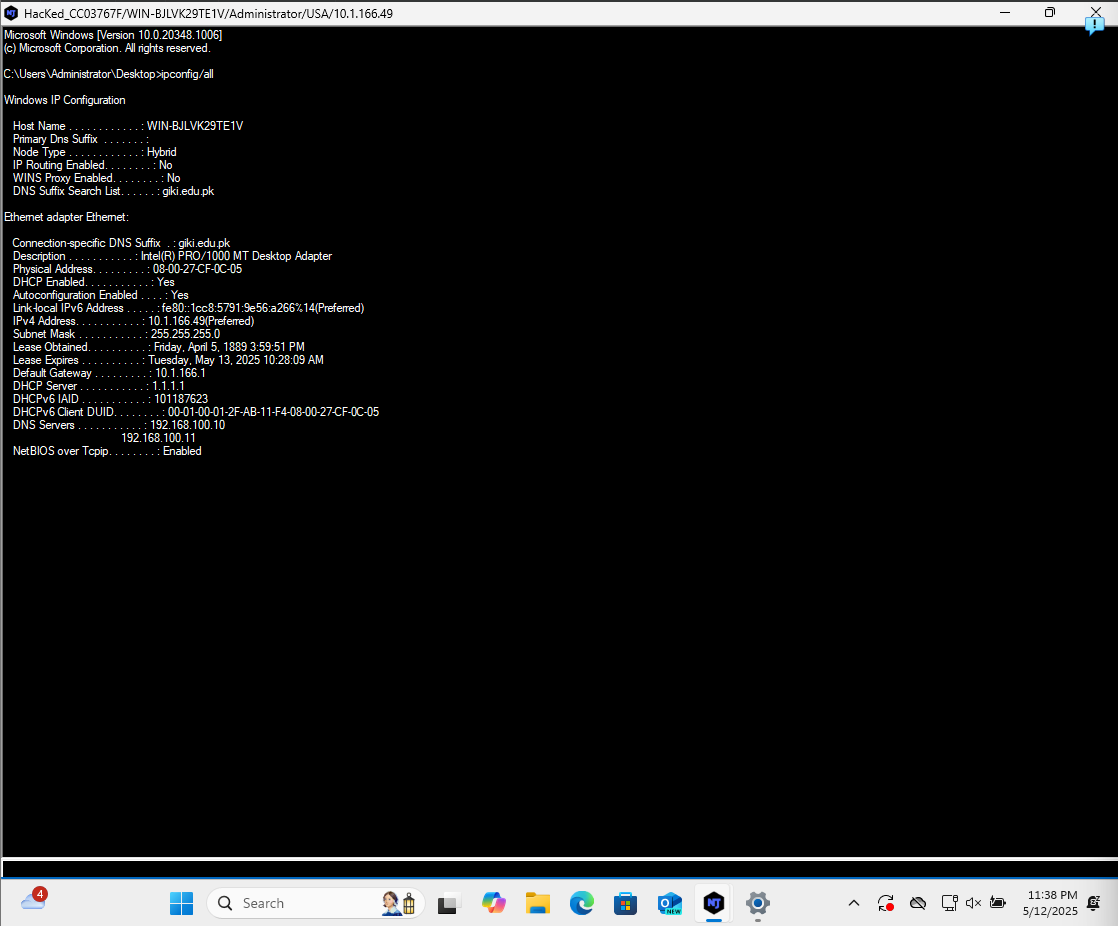 HacKed_CC03767F/WIN-BJLVK29TE1V/Administrator/USA/10.1.166.49
Microsoft Windows [Version 10.0.20348.1006]
(c) Microsoft Corporation. All rights reserved.
C:\Users\Administrator\Desktop>ipconfig/all
Windows IP Configuration
Host Name . . . . . . . . . . . . : WIN-BJLVK29TE1V
Primary Dns Suffix  . . . . . . . :
Node Type . . . . . . . . . . . . : Hybrid
IP Routing Enabled. . . . . . . . : No
WINS Proxy Enabled. . . . . . . . : No
DNS Suffix Search List. . . . . . : giki.edu.pk
Ethernet adapter Ethernet:
Connection-specific DNS Suffix  . : giki.edu.pk
Description . . . . . . . . . . . : Intel(R) PRO/1000 MT Desktop Adapter
Physical Address. . . . . . . . . : 08-00-27-CF-0C-05
DHCP Enabled. . . . . . . . . . . : Yes
Autoconfiguration Enabled . . . . : Yes
Link-local IPv6 Address . . . . . : fe80::1cc8:5791:9e56:a266%14(Preferred)
IPv4 Address. . . . . . . . . . . : 10.1.166.49(Preferred)
Subnet Mask . . . . . . . . . . . : 255.255.255.0
Lease Obtained. . . . . . . . . . : Friday, April 5, 1889 3:59:51 PM
Lease Expires . . . . . . . . . . : Tuesday, May 13, 2025 10:28:09 AM
Default Gateway . . . . . . . . . : 10.1.166.1
DHCP Server . . . . . . . . . . . : 1.1.1.1
DHCPv6 IAID . . . . . . . . . . . : 101187623
DHCPv6 Client DUID. . . . . . . . : 00-01-00-01-2F-AB-11-F4-08-00-27-CF-0C-05
DNS Servers . . . . . . . . . . . : 192.168.100.10
192.168.100.11
NetBIOS over Tcpip. . . . . . . . : Enabled
4
Search
NEW
NJ
11:38 PM
5/12/2025